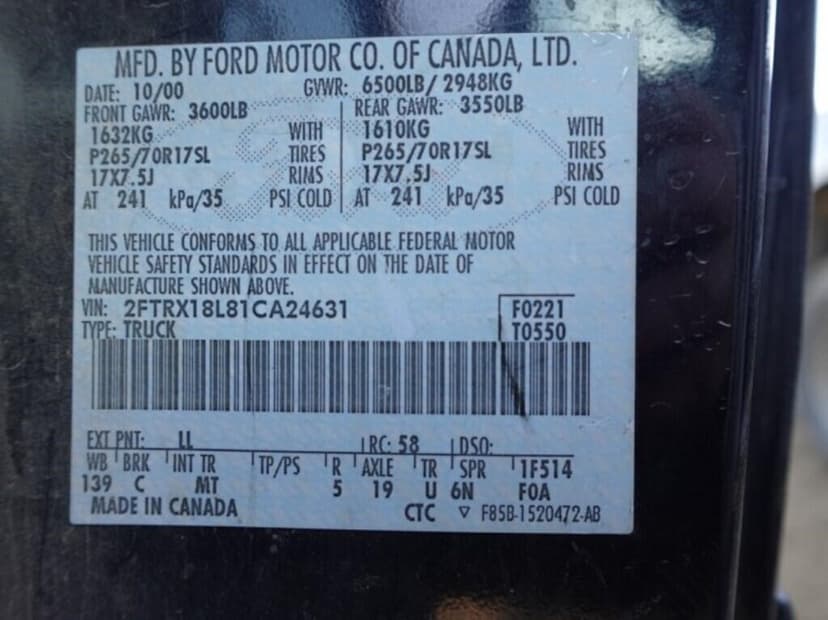 MFD. BY FORD MOTOR CO. OF CANADA, LTD.
DATE: 10/00 GVWR: 6500LB/ 2948KG
FRONT GAWR: 3600LB REAR GAWR: 3550LB
1632KG WITH 1610KG WITH
P265/70R17SL TIRES P265/70R17SL TIRES
17X7.5J RIMS 17X7.5J RIMS
AT 241 kPa/35 PSI COLD AT 241 kPa/35 PSI COLD
THIS VEHICLE CONFORMS TO ALL APPLICABLE FEDERAL MOTOR
VEHICLE SAFETY STANDARDS IN EFFECT ON THE DATE OF
MANUFACTURE SHOWN ABOVE.
VIN: 2FTRX18L81CA24631 F0221
TYPE: TRUCK T0550
EXT PNT: LL RC: 58 DSO:
WB BRK INT TR TP/PS R AXLE TR SPR 1F514
139 C MT 5 19 U 6N F0A
MADE IN CANADA CTC ▽ F85B-1520472-AB